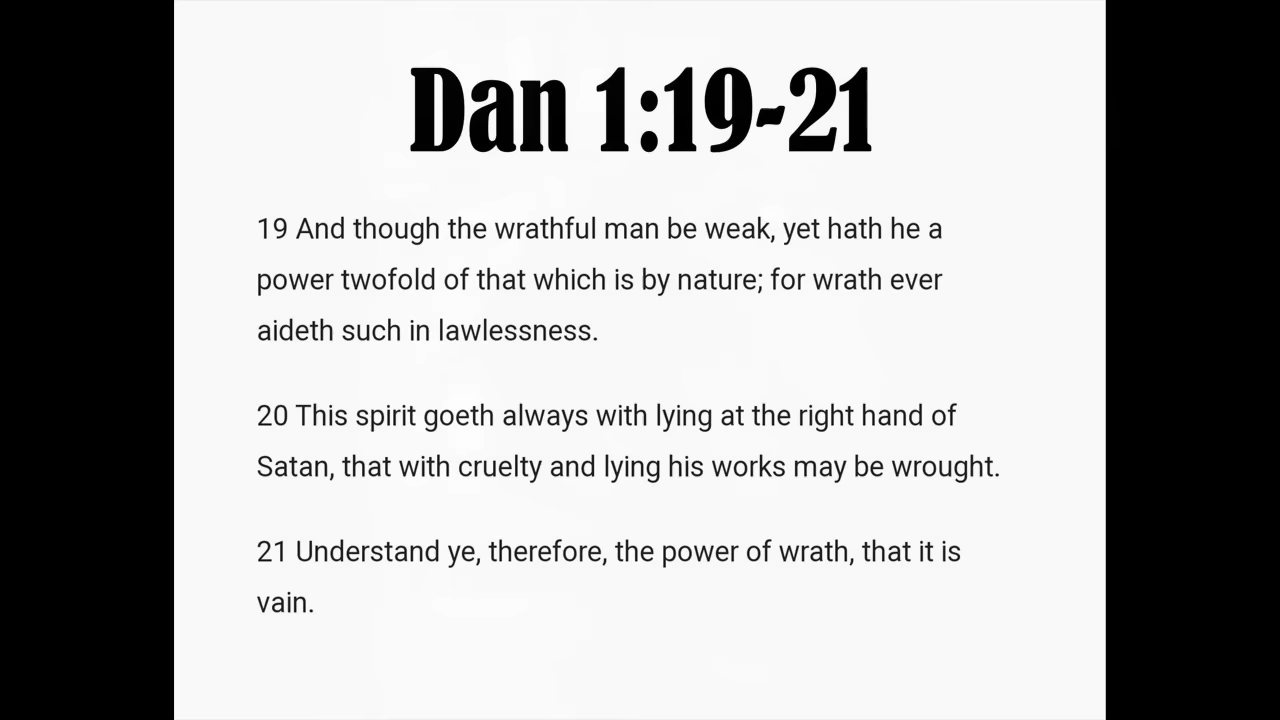 Dan 1:19-21
19 And though the wrathful man be weak, yet hath he a
power twofold of that which is by nature; for wrath ever
aideth such in lawlessness.
20 This spirit goeth always with lying at the right hand of
Satan, that with cruelty and lying his works may be wrought.
21 Understand ye, therefore, the power of wrath, that it is
vain.